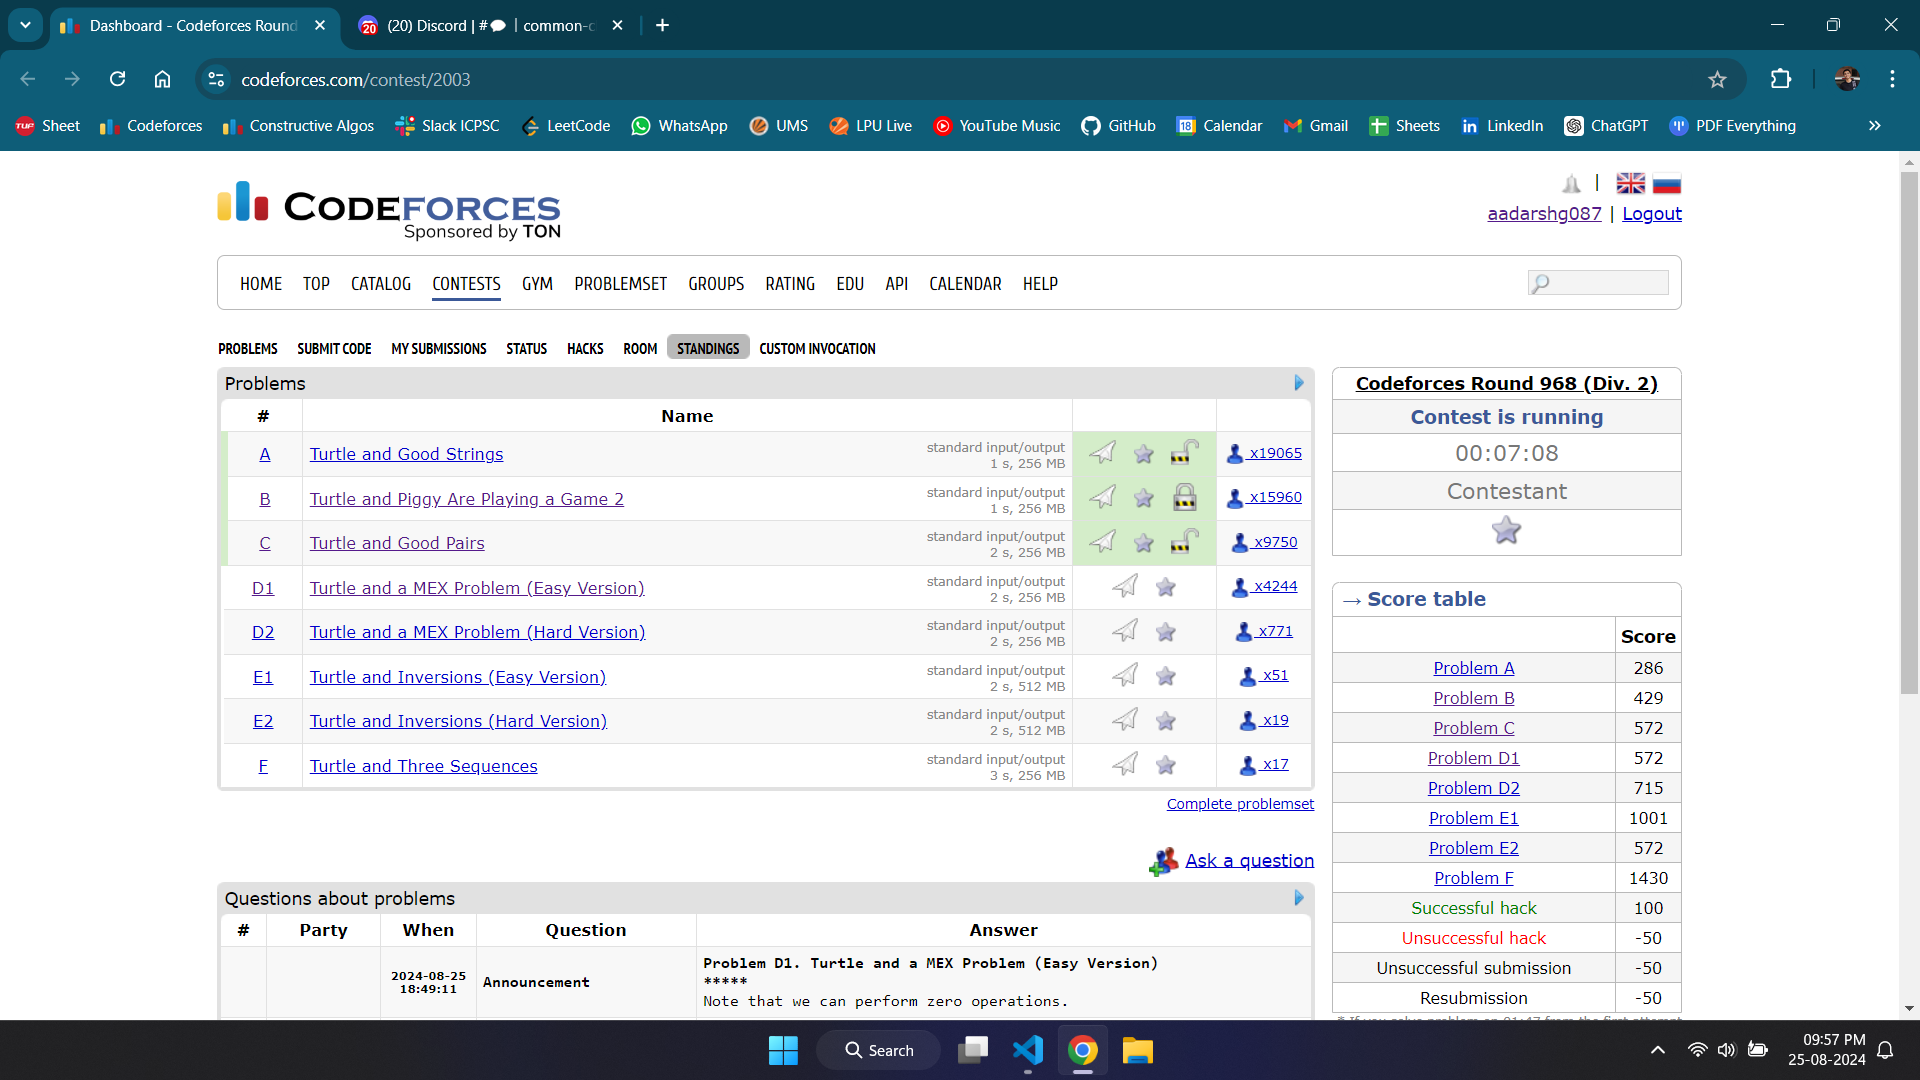 Dashboard - Codeforces Round
(20) Discord | #💬 | common-c
codeforces.com/contest/2003
Sheet
Codeforces
Constructive Algos
Slack ICPSC
LeetCode
WhatsApp
UMS
LPU Live
YouTube Music
GitHub
Calendar
Gmail
Sheets
LinkedIn
ChatGPT
PDF Everything
CODEFORCES
Sponsored by TON
aadarshg087 | Logout
HOME TOP CATALOG CONTESTS GYM PROBLEMSET GROUPS RATING EDU API CALENDAR HELP
PROBLEMS SUBMIT CODE MY SUBMISSIONS STATUS HACKS ROOM STANDINGS CUSTOM INVOCATION
Problems
# Name
A Turtle and Good Strings standard input/output
1 s, 256 MB x19065
B Turtle and Piggy Are Playing a Game 2 standard input/output
1 s, 256 MB x15960
C Turtle and Good Pairs standard input/output
2 s, 256 MB x9750
D1 Turtle and a MEX Problem (Easy Version) standard input/output
2 s, 256 MB x4244
D2 Turtle and a MEX Problem (Hard Version) standard input/output
2 s, 256 MB x771
E1 Turtle and Inversions (Easy Version) standard input/output
2 s, 512 MB x51
E2 Turtle and Inversions (Hard Version) standard input/output
2 s, 512 MB x19
F Turtle and Three Sequences standard input/output
3 s, 256 MB x17
Complete problemset
Ask a question
Questions about problems
# Party When Question Answer
2024-08-25
18:49:11
Announcement
Problem D1. Turtle and a MEX Problem (Easy Version)
*****
Note that we can perform zero operations.
Codeforces Round 968 (Div. 2)
Contest is running
00:07:08
Contestant
→ Score table
Score
Problem A 286
Problem B 429
Problem C 572
Problem D1 572
Problem D2 715
Problem E1 1001
Problem E2 572
Problem F 1430
Successful hack 100
Unsuccessful hack -50
Unsuccessful submission -50
Resubmission -50
* If you solve problem on 01:47 from the first attempt
Search
09:57 PM
25-08-2024